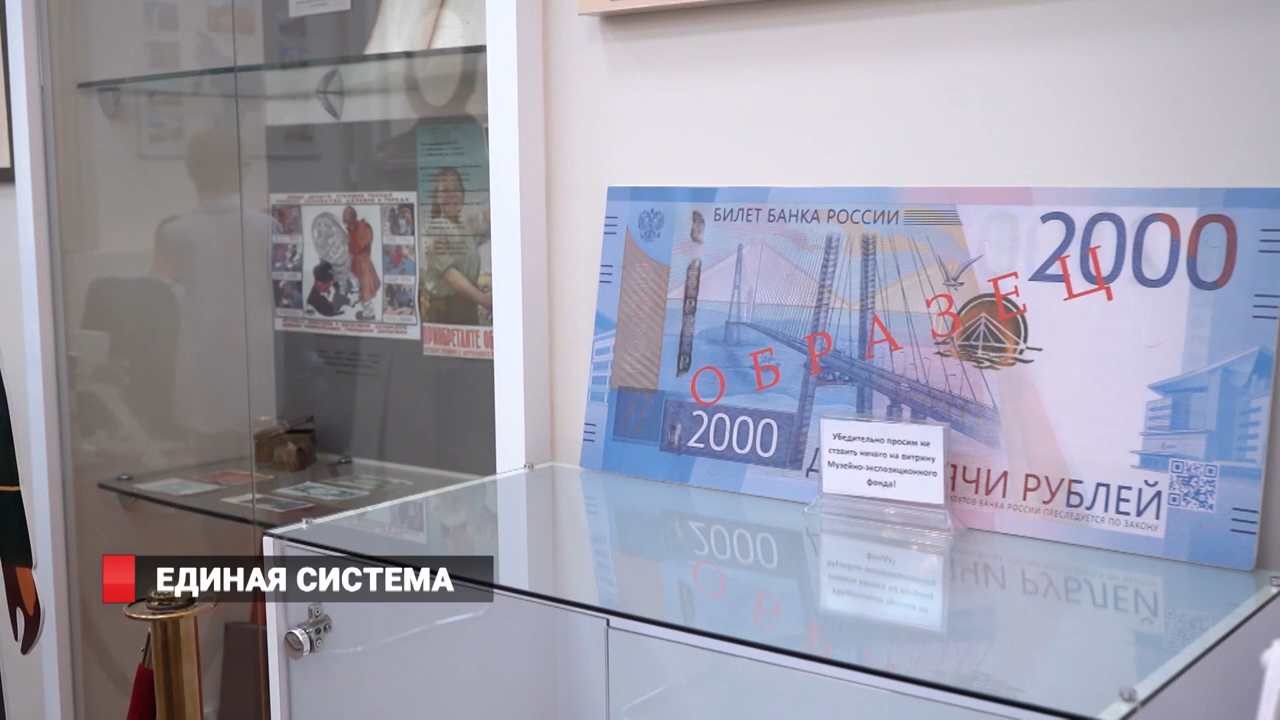 БИЛЕТ БАНКА РОССИИ
2000
ОБРАЗЕЦ
2000
Убедительно просим не
ставить ничего на витрину
Музейно-экспозиционного
фонда!
РУБЛЕЙ
БАНКА РОССИИ ПРЕСЛЕДУЕТСЯ ПО ЗАКОНУ
ПРИОБРЕТАЙТЕ
ЕДИНАЯ СИСТЕМА